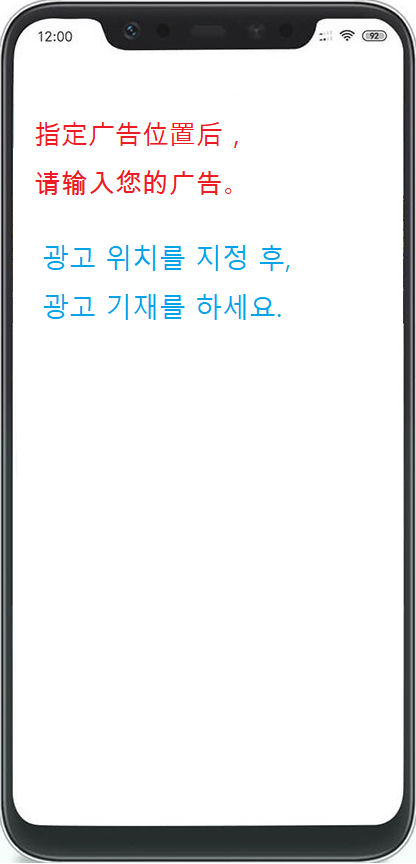 12:00
92
指定广告位置后，
请输入您的广告。
광고 위치를 지정 후,
광고 기재를 하세요.